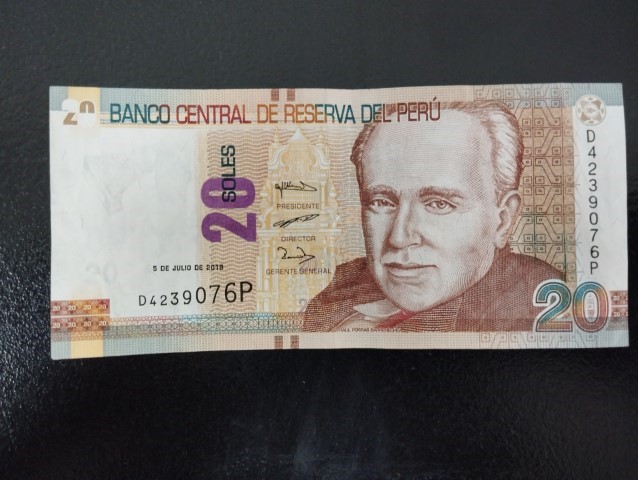 20 BANCO CENTRAL DE RESERVA DEL PERÚ
20 SOLES
PRESIDENTE
DIRECTOR
GERENTE GENERAL
5 DE JULIO DE 2018
D4239076P
D4239076P
20